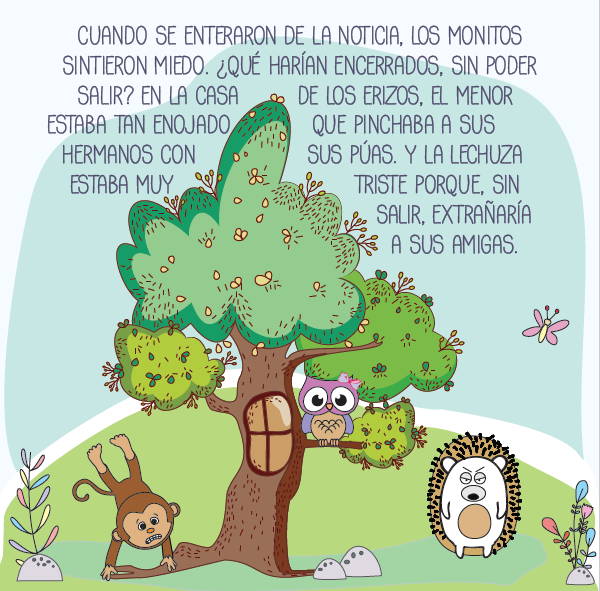 CUANDO SE ENTERARON DE LA NOTICIA, LOS MONITOS
SINTIERON MIEDO. ¿QUÉ HARÍAN ENCERRADOS, SIN PODER
SALIR? EN LA CASA DE LOS ERIZOS, EL MENOR
ESTABA TAN ENOJADO QUE PINCHABA A SUS
HERMANOS CON SUS PÚAS. Y LA LECHUZA
ESTABA MUY TRISTE PORQUE, SIN
SALIR, EXTRAÑARÍA
A SUS AMIGAS.